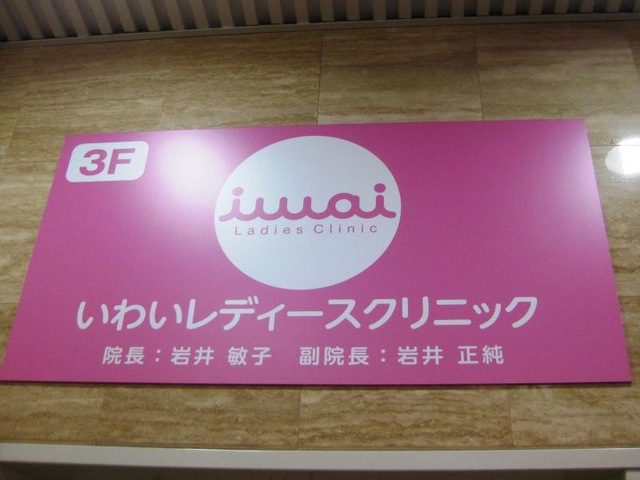 3F
iwai
Ladies Clinic
いわいレディースクリニック
院長：岩井 敏子　副院長：岩井 正純